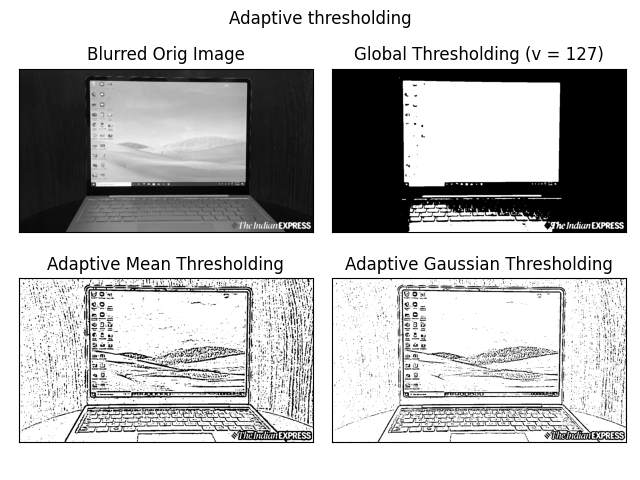 Adaptive thresholding
Blurred Orig Image
Global Thresholding (v = 127)
The Indian EXPRESS
The Indian EXPRESS
Adaptive Mean Thresholding
Adaptive Gaussian Thresholding
The Indian EXPRESS
The Indian EXPRESS